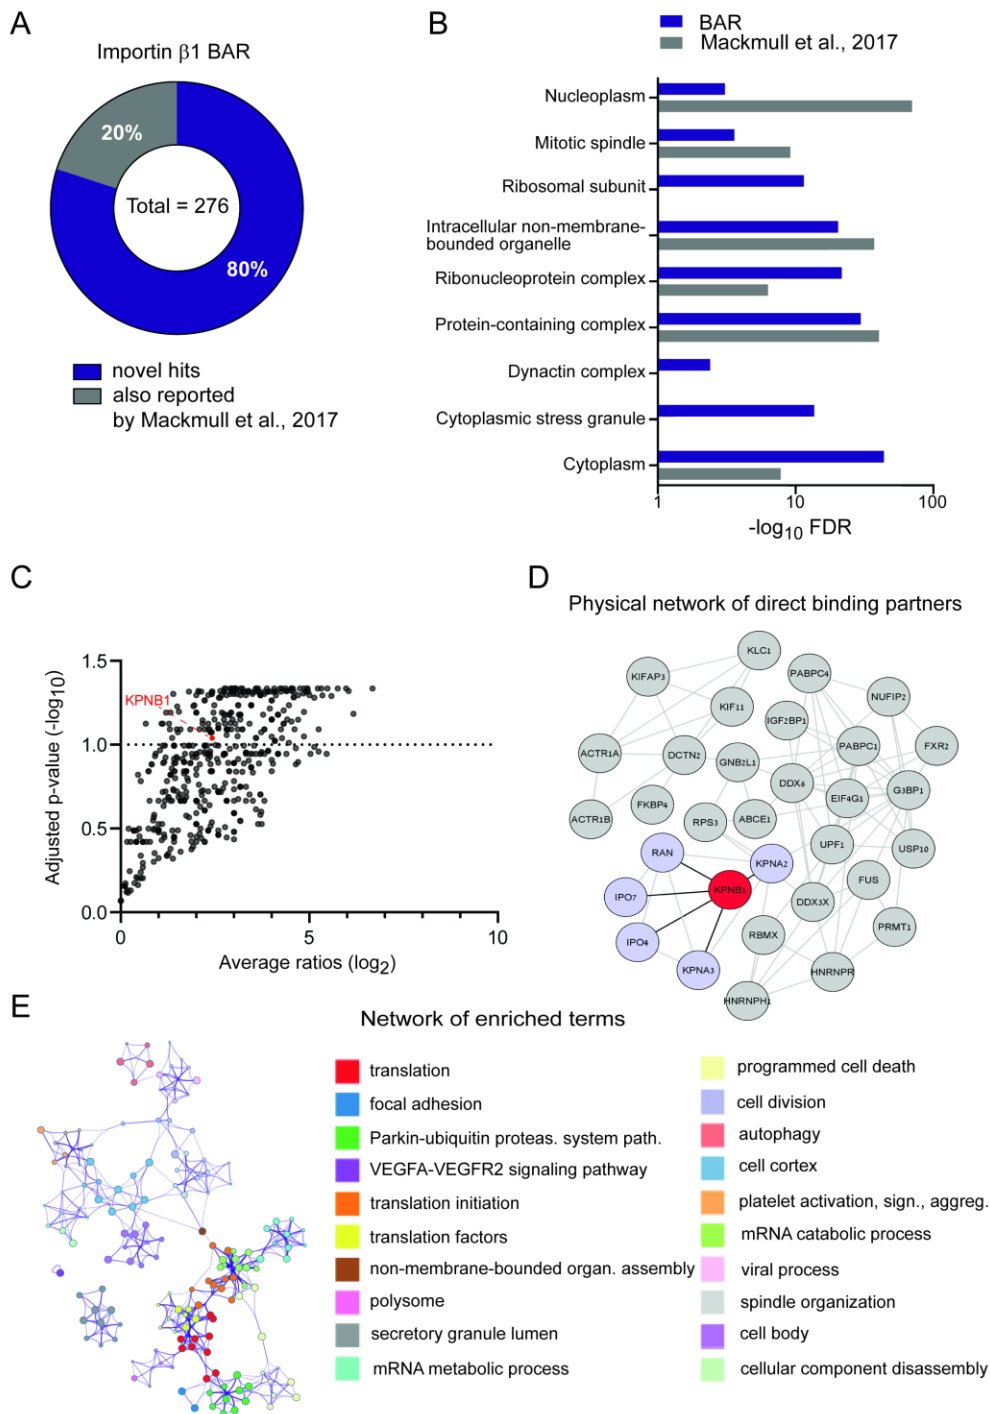 A
Importin β1 BAR
20%
Total = 276
80%
novel hits
also reported
by Mackmull et al., 2017
B
BAR
Mackmull et al., 2017
Nucleoplasm
Mitotic spindle
Ribosomal subunit
Intracellular non-membrane-
bounded organelle
Ribonucleoprotein complex
Protein-containing complex
Dynactin complex
Cytoplasmic stress granule
Cytoplasm
1 10 100
-log10 FDR
C
Adjusted p-value (-log10)
1.5
KPNB1
1.0
0.5
0.0
0 5 10
Average ratios (log2)
D
Physical network of direct binding partners
KLC1
KIFAP3
PABPC4
NUFIP2
KIF11
IGF2BP1
ACTR1A
DCTN2
GNB2L1
PABPC1
FXR2
DDX6
EIF4G1
G3BP1
FKBP4
ACTR1B
RPS3
ABCE1
UPF1
USP10
RAN
KPNA2
FUS
IPO7
KPNB1
DDX3X
PRMT1
IPO4
RBMX
KPNA3
HNRNPR
HNRNPH1
E
Network of enriched terms
translation
focal adhesion
Parkin-ubiquitin proteas. system path.
VEGFA-VEGFR2 signaling pathway
translation initiation
translation factors
non-membrane-bounded organ. assembly
polysome
secretory granule lumen
mRNA metabolic process
programmed cell death
cell division
autophagy
cell cortex
platelet activation, sign., aggreg.
mRNA catabolic process
viral process
spindle organization
cell body
cellular component disassembly